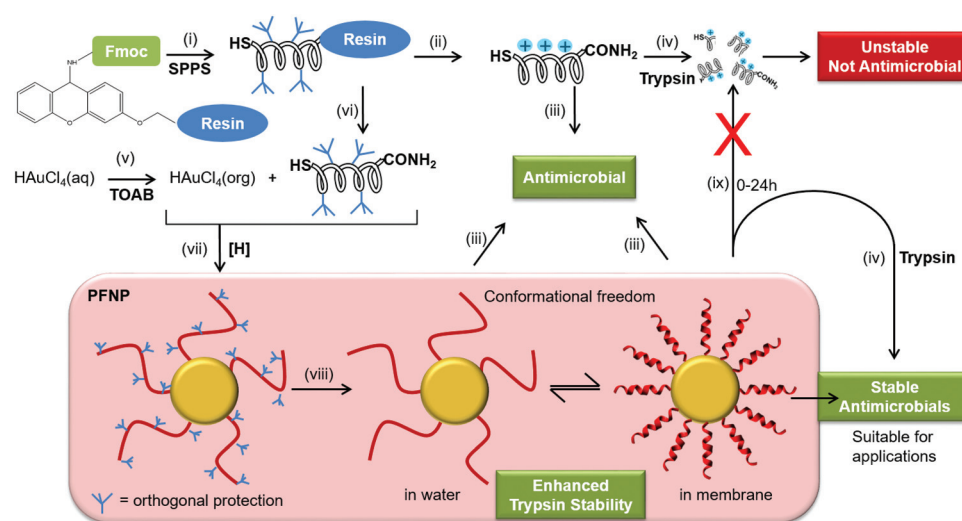 Fmoc
NH
O
O
Resin
(i)
SPPS
HS
Resin
(ii)
HS
+ + +
CONH2
(iv)
Trypsin
HS
CONH2
Unstable
Not Antimicrobial
(vi)
(iii)
X
(v)
HAuCl4(aq)
TOAB
HAuCl4(org)
+
HS
CONH2
Antimicrobial
(ix)
0-24h
(vii)
[H]
(iii)
(iii)
(iv)
Trypsin
PFNP
Conformational freedom
(viii)
Stable
Antimicrobials
Suitable for
applications
= orthogonal protection
in water
Enhanced
Trypsin Stability
in membrane